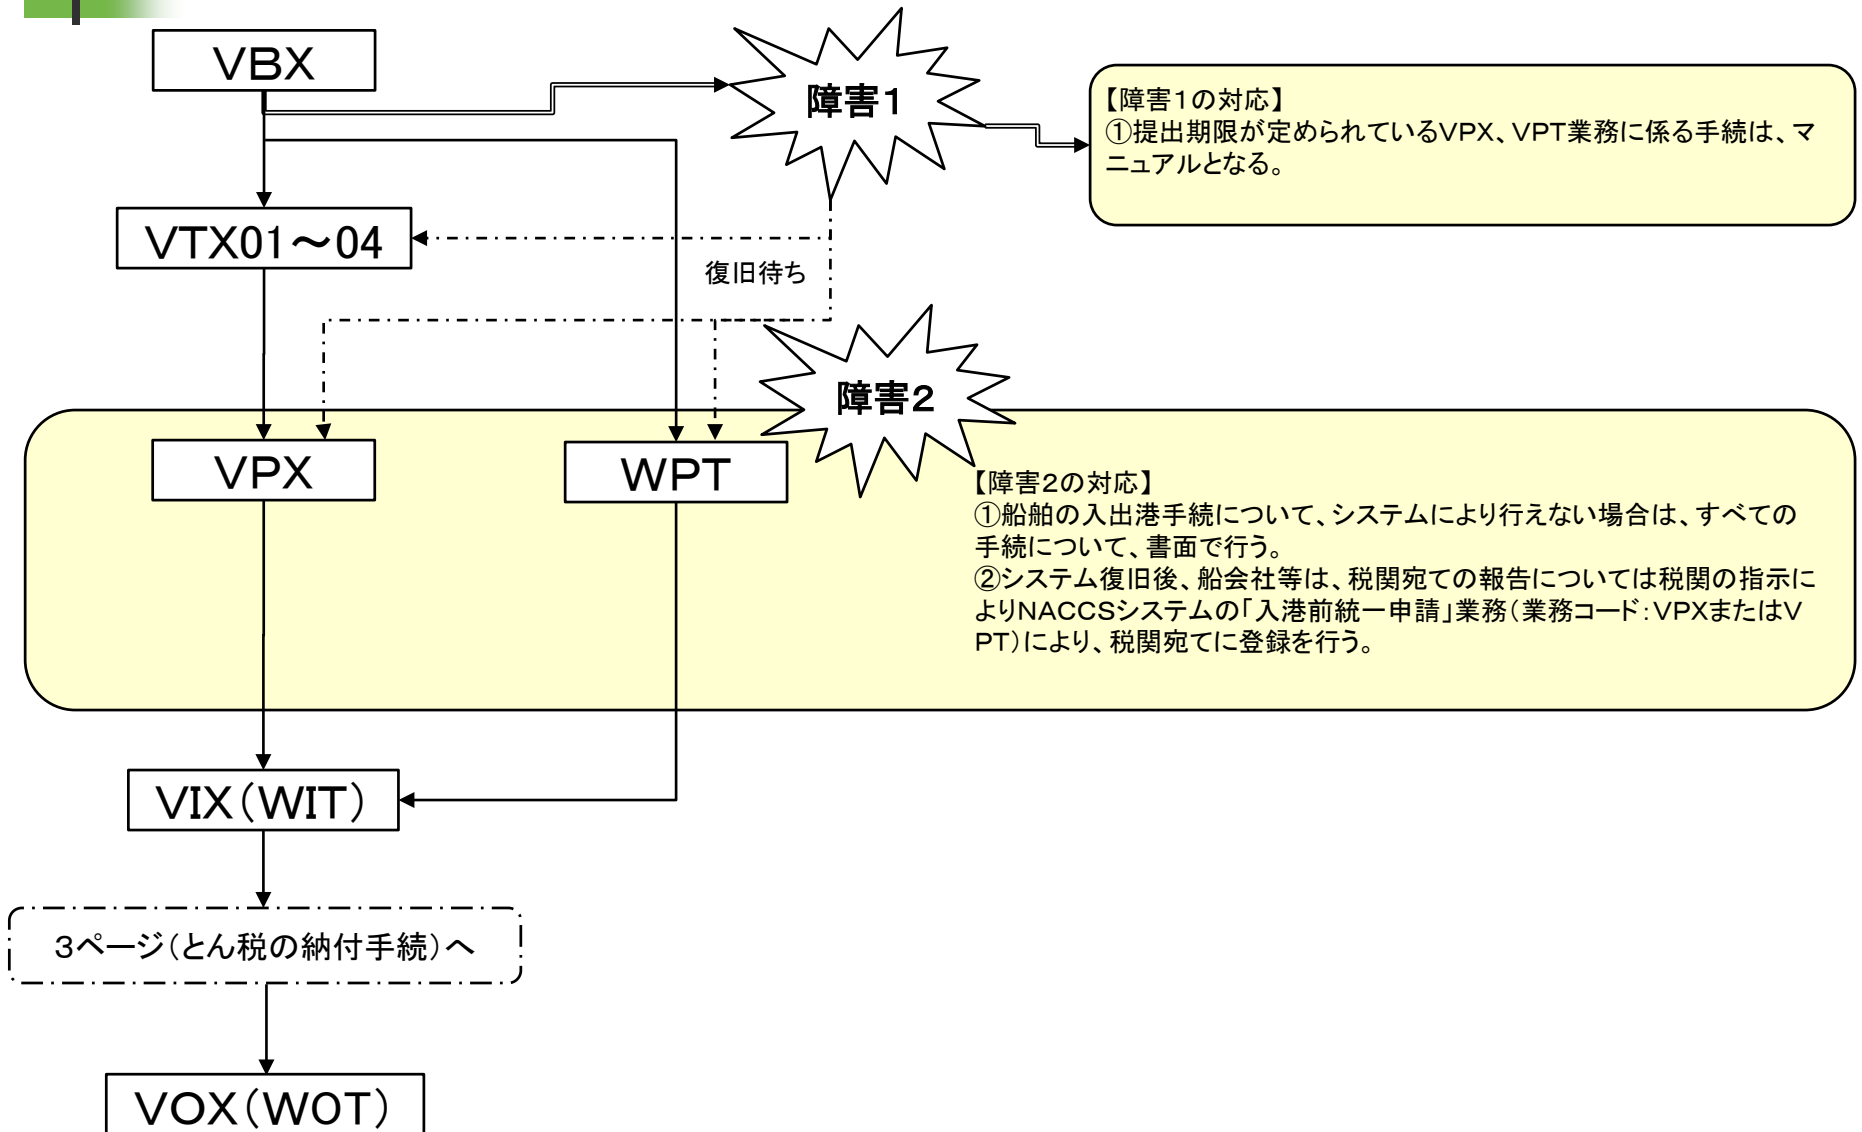 VBX
障害1
【障害1の対応】
①提出期限が定められているVPX、VPT業務に係る手続は、マ
ニュアルとなる。
VTX01～04
復旧待ち
障害2
VPX
WPT
【障害2の対応】
①船舶の入出港手続について、システムにより行えない場合は、すべての
手続について、書面で行う。
②システム復旧後、船会社等は、税関宛ての報告については税関の指示に
よりNACCSシステムの「入港前統一申請」業務（業務コード：VPXまたはV
PT）により、税関宛てに登録を行う。
VIX（WIT）
3ページ（とん税の納付手続）へ
VOX（WOT）